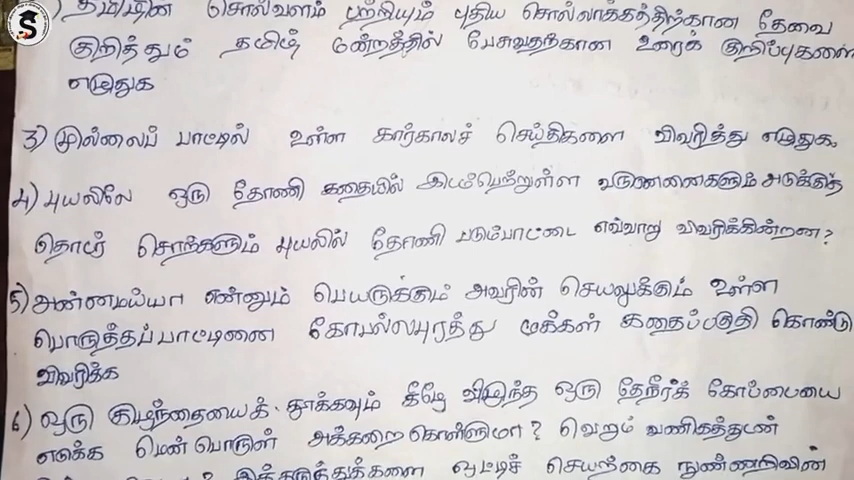 தமிழின் சொல்வளம் பற்றியும் புதிய சொல்லாக்கத்திற்கான தேவை
குறித்தும் தமிழ் மன்றத்தில் பேசுவதற்கான உரைக் குறிப்புகளை
எழுதுக
3) முல்லைப் பாட்டில் உள்ள கார்காலச் செய்திகளை விவரித்து எழுதுக.
4) புயலிலே ஒரு தோணி கதையில் இடம்பெற்றுள்ள வருணனைகளும் அடுக்குத்
தொடர் சொற்களும் புயலில் தோணி படும்பாட்டை எவ்வாறு விவரிக்கின்றன?
5) அன்னமய்யா என்னும் பெயருக்கும் அவரின் செயலுக்கும் உள்ள
பொருத்தப்பாட்டினை கோபல்லபுரத்து மக்கள் கதைப்பகுதி கொண்டு
விவரிக்க
6) ஒரு குழந்தையைக் தூக்கவும் கீழே விழுந்த ஒரு தேநீர்க் கோப்பையை
எடுக்க மென்பொருள் அக்கறைகொள்ளுமா? வெறும் வணிகத்துடன்
இக்கருத்துக்களை ஒட்டிச் செயற்கை நுண்ணறிவின்